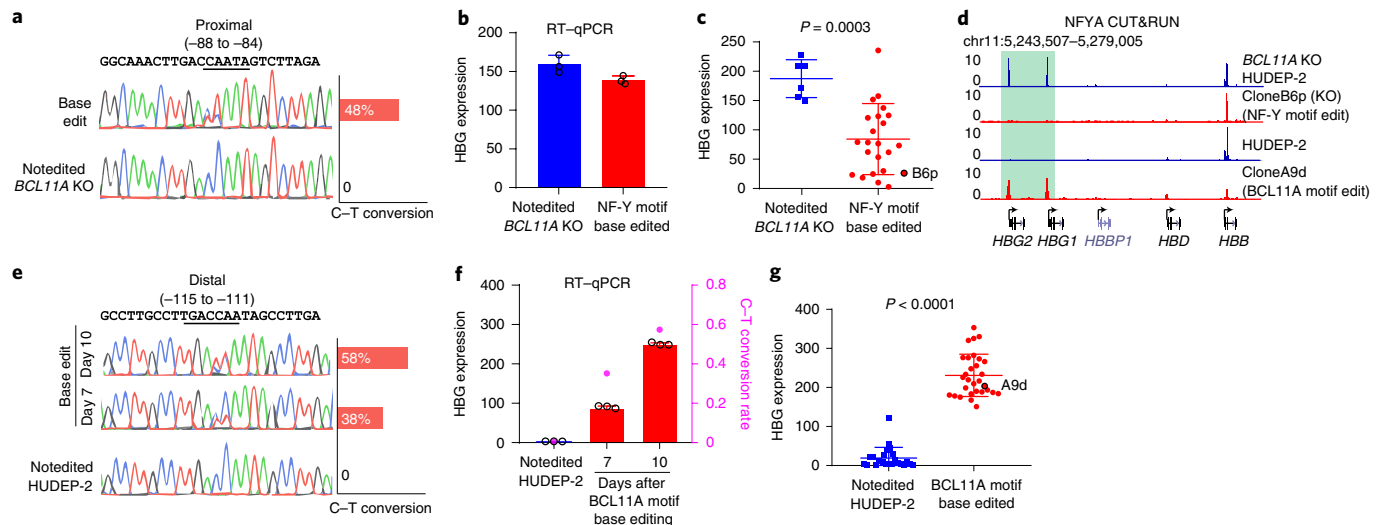 a
Proximal
(−88 to −84)
GGCAAACTTGACCAATAGTCTTAGA
Base
edit
48%
Notedited
BCL11A KO
0
C–T conversion
b
RT–qPCR
HBG expression
200
150
100
50
0
Notedited
BCL11A KO
NF-Y motif
base edited
c
P = 0.0003
HBG expression
250
200
150
100
50
0
B6p
Notedited
BCL11A KO
NF-Y motif
base edited
d
NFYA CUT&RUN
chr11:5,243,507–5,279,005
10
0
BCL11A KO
HUDEP-2
10
0
CloneB6p (KO)
(NF-Y motif edit)
10
0
HUDEP-2
10
0
CloneA9d
(BCL11A motif edit)
HBG2 HBG1 HBBP1 HBD HBB
e
Distal
(−115 to −111)
GCCTTGCCTTGACCAATAGCCTTGA
Base edit
Day 10
58%
Day 7
38%
Notedited
HUDEP-2
0
C–T conversion
f
RT–qPCR
HBG expression
400
300
200
100
0
C–T conversion rate
0.8
0.6
0.4
0.2
0
Notedited
HUDEP-2
7 10
Days after
BCL11A motif
base editing
g
P < 0.0001
HBG expression
400
300
200
100
0
A9d
Notedited
HUDEP-2
BCL11A motif
base edited